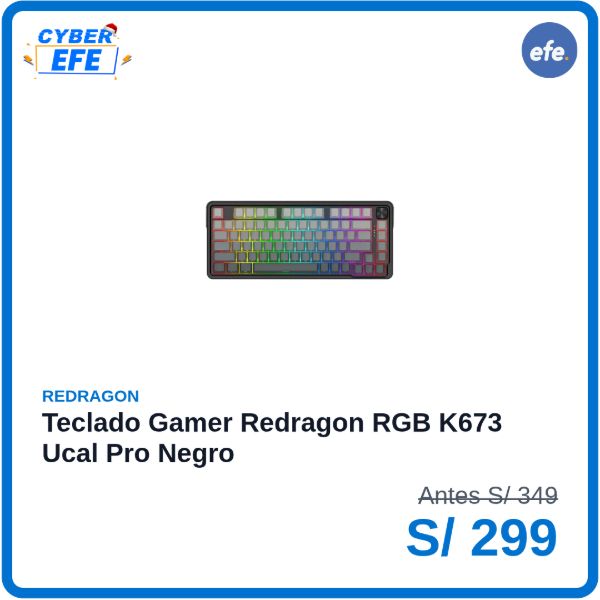 CYBER
EFE
efe.
REDRAGON
Teclado Gamer Redragon RGB K673
Ucal Pro Negro
Antes S/ 349
S/ 299